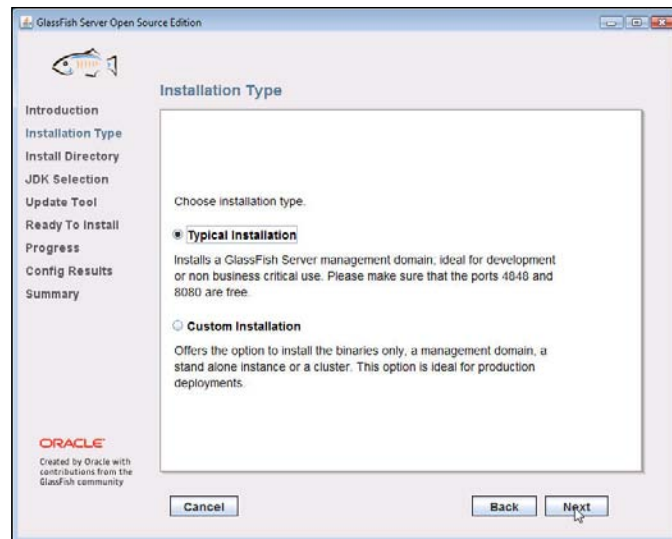 GlassFish Server Open Source Edition
Installation Type
Introduction
Installation Type
Install Directory
JDK Selection
Update Tool
Ready To Install
Progress
Config Results
Summary
Choose installation type.
Typical Installation
Installs a GlassFish Server management domain; ideal for development
or non business critical use. Please make sure that the ports 4848 and
8080 are free.
Custom Installation
Offers the option to install the binaries only, a management domain, a
stand alone instance or a cluster. This option is ideal for production
deployments.
ORACLE
Created by Oracle with
contributions from the
GlassFish community
Cancel
Back
Next